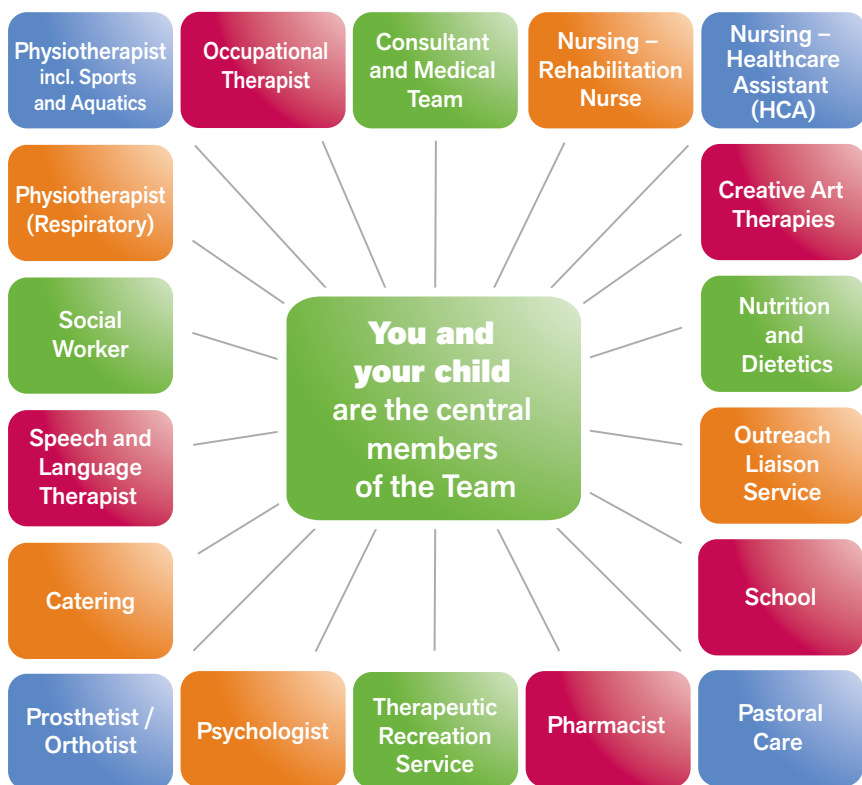 Physiotherapist
incl. Sports
and Aquatics
Occupational
Therapist
Consultant
and Medical
Team
Nursing –
Rehabilitation
Nurse
Nursing –
Healthcare
Assistant
(HCA)
Physiotherapist
(Respiratory)
Creative Art
Therapies
Social
Worker
You and
your child
are the central
members
of the Team
Nutrition
and
Dietetics
Speech and
Language
Therapist
Outreach
Liaison
Service
Catering
School
Prosthetist /
Orthotist
Psychologist
Therapeutic
Recreation
Service
Pharmacist
Pastoral
Care